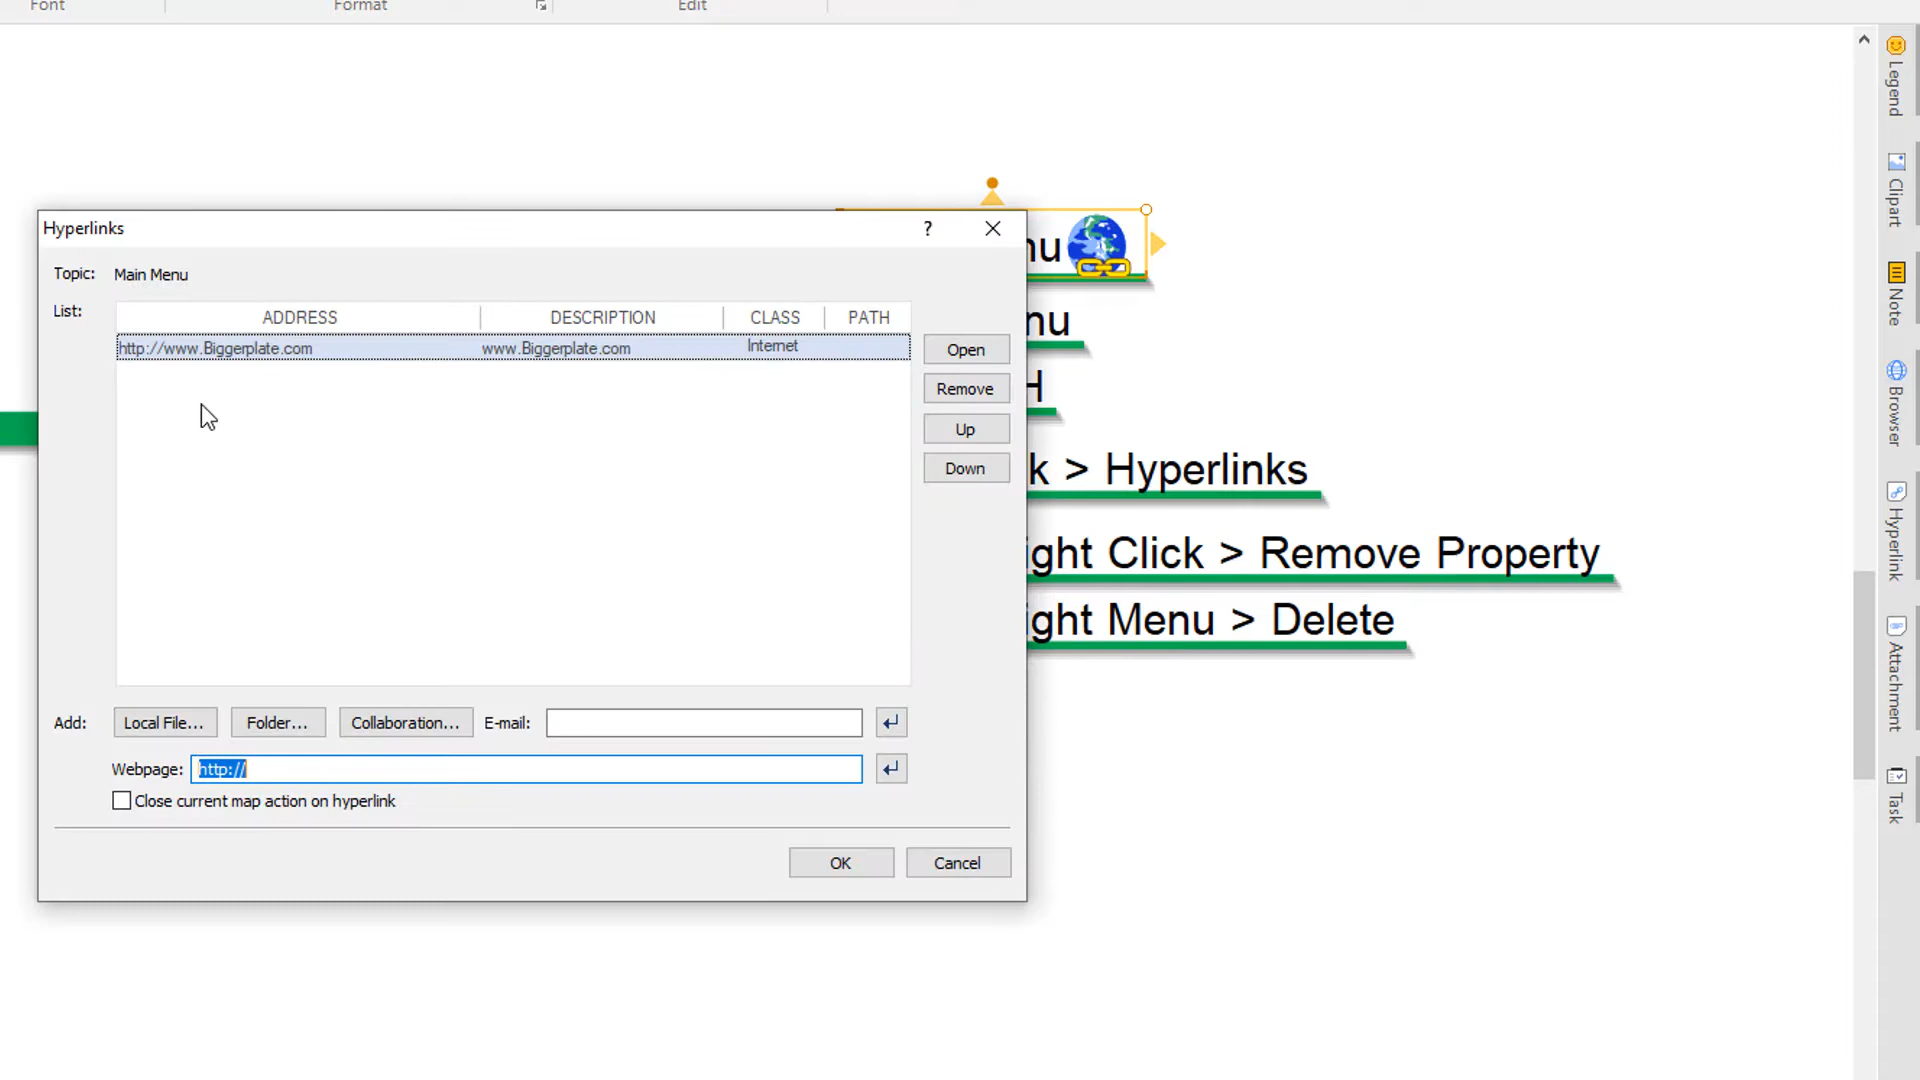 Font Format Edit
Hyperlinks ?
Topic: Main Menu
List:
ADDRESS DESCRIPTION CLASS PATH
http://www.Biggerplate.com www.Biggerplate.com Internet
Open
Remove
Up
Down
Add: Local File... Folder... Collaboration... E-mail:
Webpage: http://
Close current map action on hyperlink
OK Cancel
nu
nu
H
k > Hyperlinks
ight Click > Remove Property
ight Menu > Delete
Legend
Clipart
Note
Browser
Hyperlink
Attachment
Task